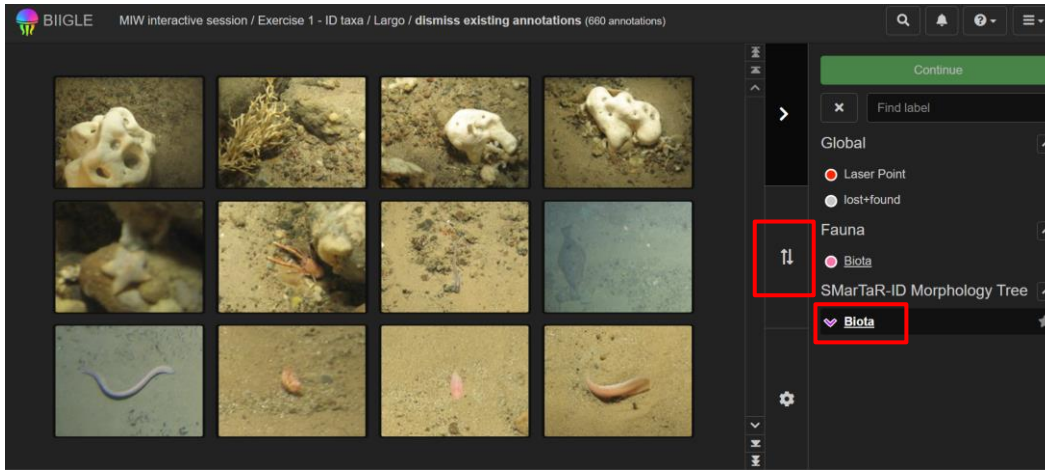 BIIGLE MIW interactive session / Exercise 1 - ID taxa / Largo / dismiss existing annotations (660 annotations)
Continue
Find label
Global
Laser Point
lost+found
Fauna
Biota
SMarTaR-ID Morphology Tree
Biota